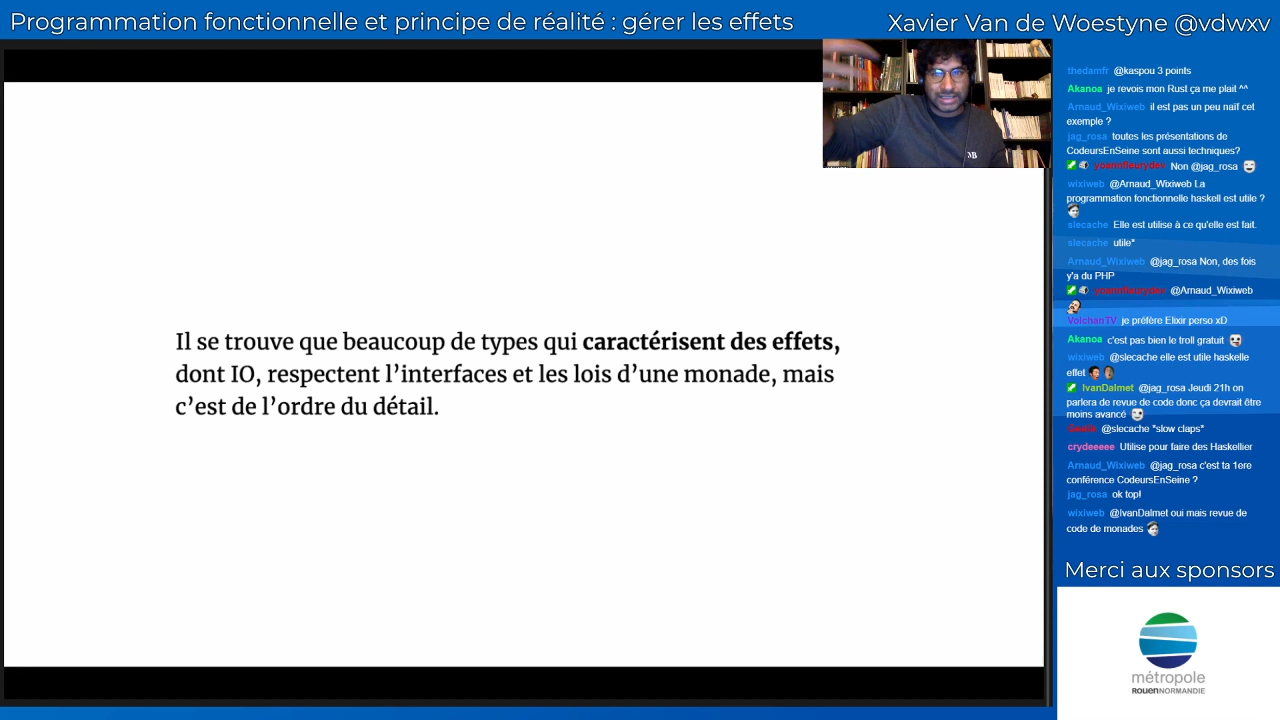 Programmation fonctionnelle et principe de réalité : gérer les effets
Xavier Van de Woestyne @vdwxv
Il se trouve que beaucoup de types qui caractérisent des effets,
dont IO, respectent l’interfaces et les lois d’une monade, mais
c’est de l’ordre du détail.
thedamfr @kaspou 3 points
Akanoa je revois mon Rust ça me plait ^^
Arnaud_Wixiweb il est pas un peu naïf cet
exemple ?
jag_rosa toutes les présentations de
CodeursEnSeine sont aussi techniques?
yoannfleurydev Non @jag_rosa
wixiweb @Arnaud_Wixiweb La
programmation fonctionnelle haskell est utile ?
slecache Elle est utilise à ce qu'elle est fait.
slecache utile*
Arnaud_Wixiweb @jag_rosa Non, des fois
y'a du PHP
yoannfleurydev @Arnaud_Wixiweb
VolchanTV je préfère Elixir perso xD
Akanoa c'est pas bien le troll gratuit
wixiweb @slecache elle est utile haskelle
effet
IvanDalmet @jag_rosa Jeudi 21h on
parlera de revue de code donc ça devrait être
moins avancé
@slecache *slow claps*
crydeeeee Utilise pour faire des Haskellier
Arnaud_Wixiweb @jag_rosa c'est ta 1ere
conférence CodeursEnSeine ?
jag_rosa ok top!
wixiweb @IvanDalmet oui mais revue de
code de monades
Merci aux sponsors
métropole
ROUENNORMANDIE